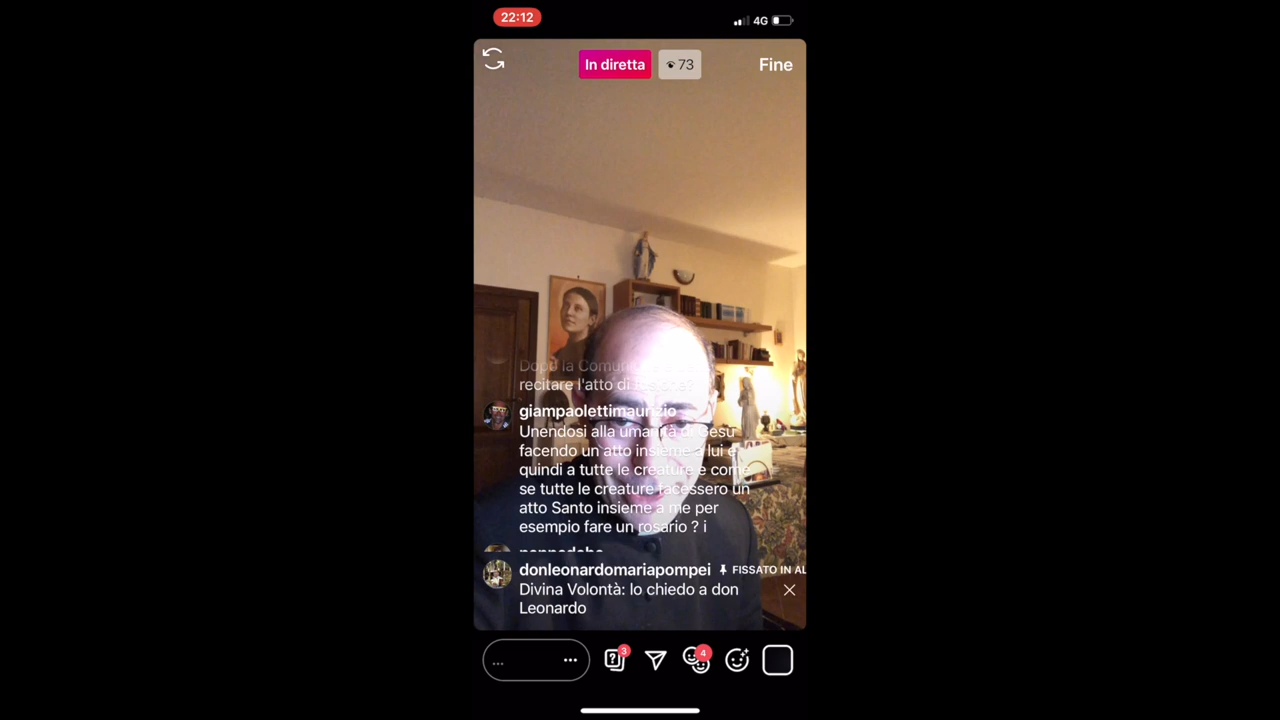 22:12
4G
In diretta
73
Fine
Dopo la
recitare l'atto di
giampaolettimaurizio
Unendosi alla umanità di Gesù
facendo un atto insieme a lui e
quindi a tutte le creature e come
se tutte le creature facessero un
atto Santo insieme a me per
esempio fare un rosario ? i
donleonardomariapompei FISSATO IN AL
Divina Volontà: lo chiedo a don
Leonardo
...
3
4